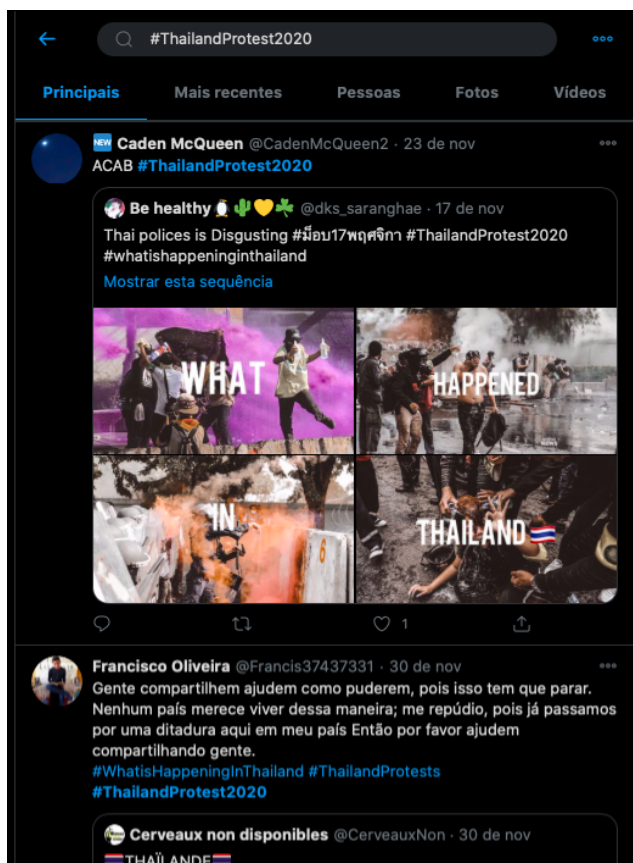 #ThailandProtest2020
Principais
Mais recentes
Pessoas
Fotos
Vídeos
NEW Caden McQueen @CadenMcQueen2 · 23 de nov
ACAB #ThailandProtest2020
Be healthy @dks_saranghae · 17 de nov
Thai polices is Disgusting #ม็อบ17พฤศจิกา #ThailandProtest2020
#whatishappeninginthailand
Mostrar esta sequência
WHAT
HAPPENED
IN
6
THAILAND
1
Francisco Oliveira @Francis37437331 · 30 de nov
Gente compartilhem ajudem como puderem, pois isso tem que parar.
Nenhum país merece viver dessa maneira; me repúdio, pois já passamos
por uma ditadura aqui em meu país Então por favor ajudem
compartilhando gente.
#WhatisHappeningInThailand #ThailandProtests
#ThailandProtest2020
Cerveaux non disponibles @CerveauxNon · 30 de nov
THAÏLANDE